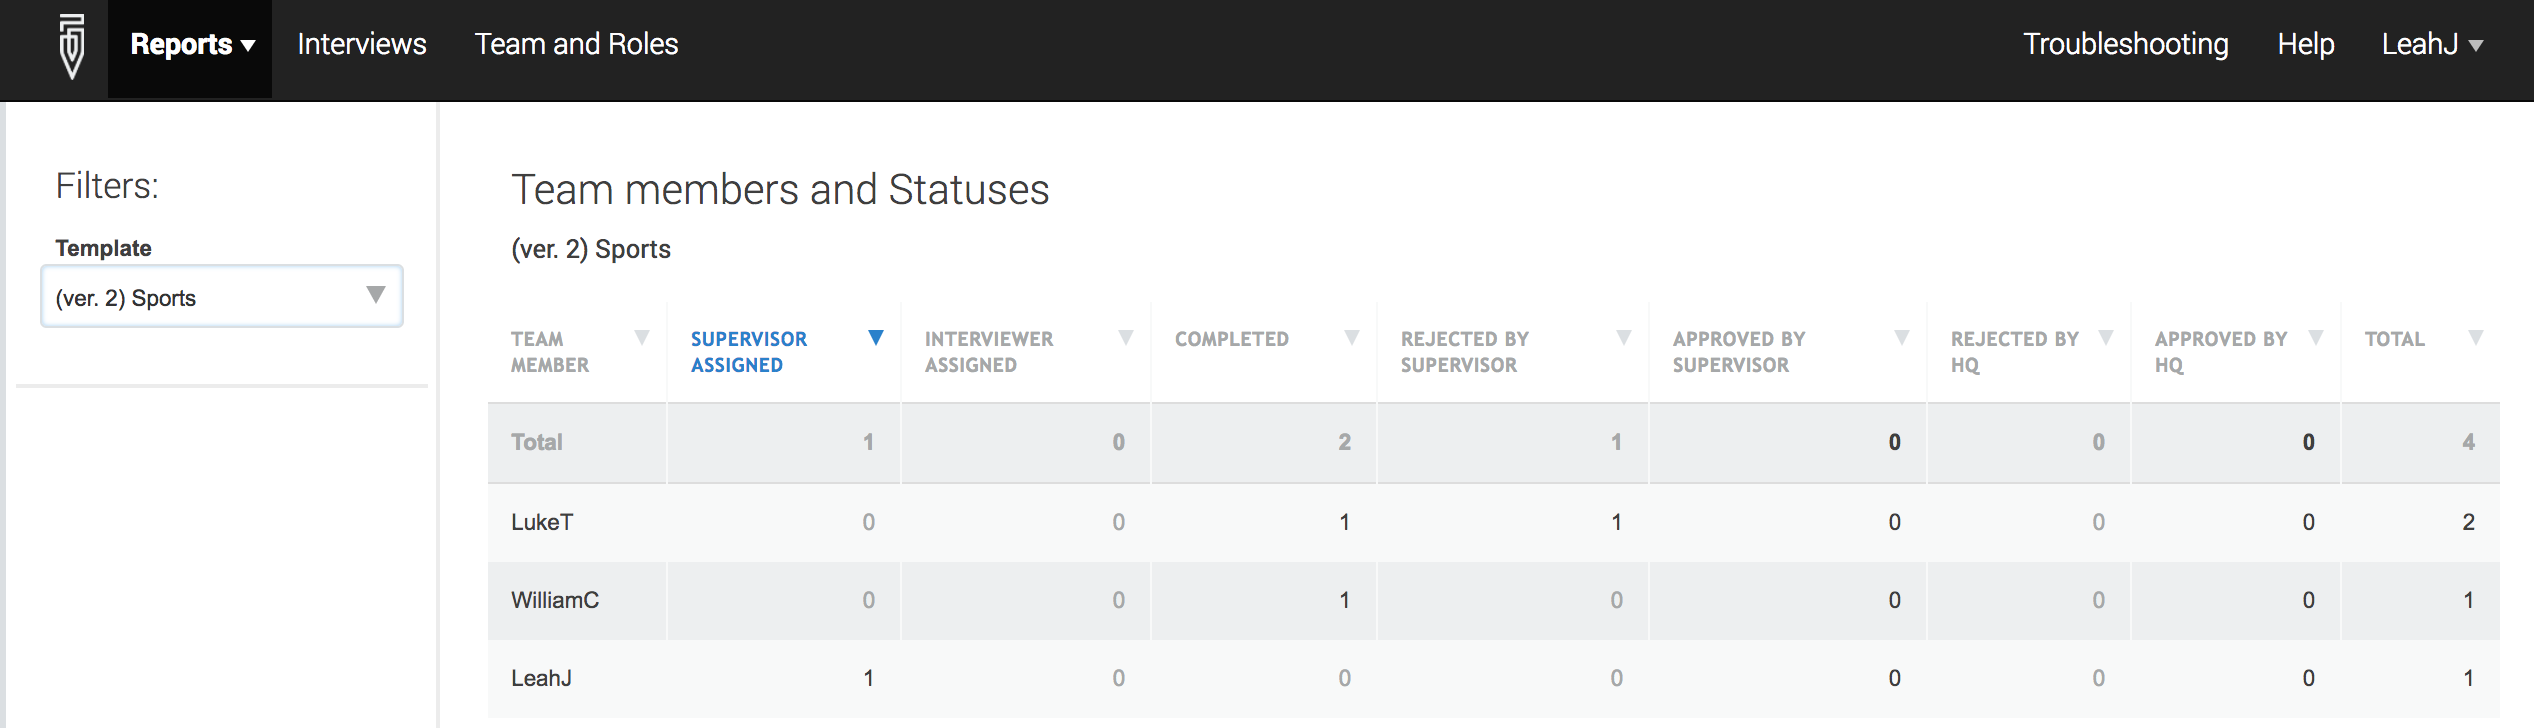 Reports Interviews Team and Roles Troubleshooting Help LeahJ
Filters:
Template
(ver. 2) Sports
Team members and Statuses
(ver. 2) Sports
TEAM MEMBER SUPERVISOR ASSIGNED INTERVIEWER ASSIGNED COMPLETED REJECTED BY SUPERVISOR APPROVED BY SUPERVISOR REJECTED BY HQ APPROVED BY HQ TOTAL
Total 1 0 2 1 0 0 0 4
LukeT 0 0 1 1 0 0 0 2
WilliamC 0 0 1 0 0 0 0 1
LeahJ 1 0 0 0 0 0 0 1